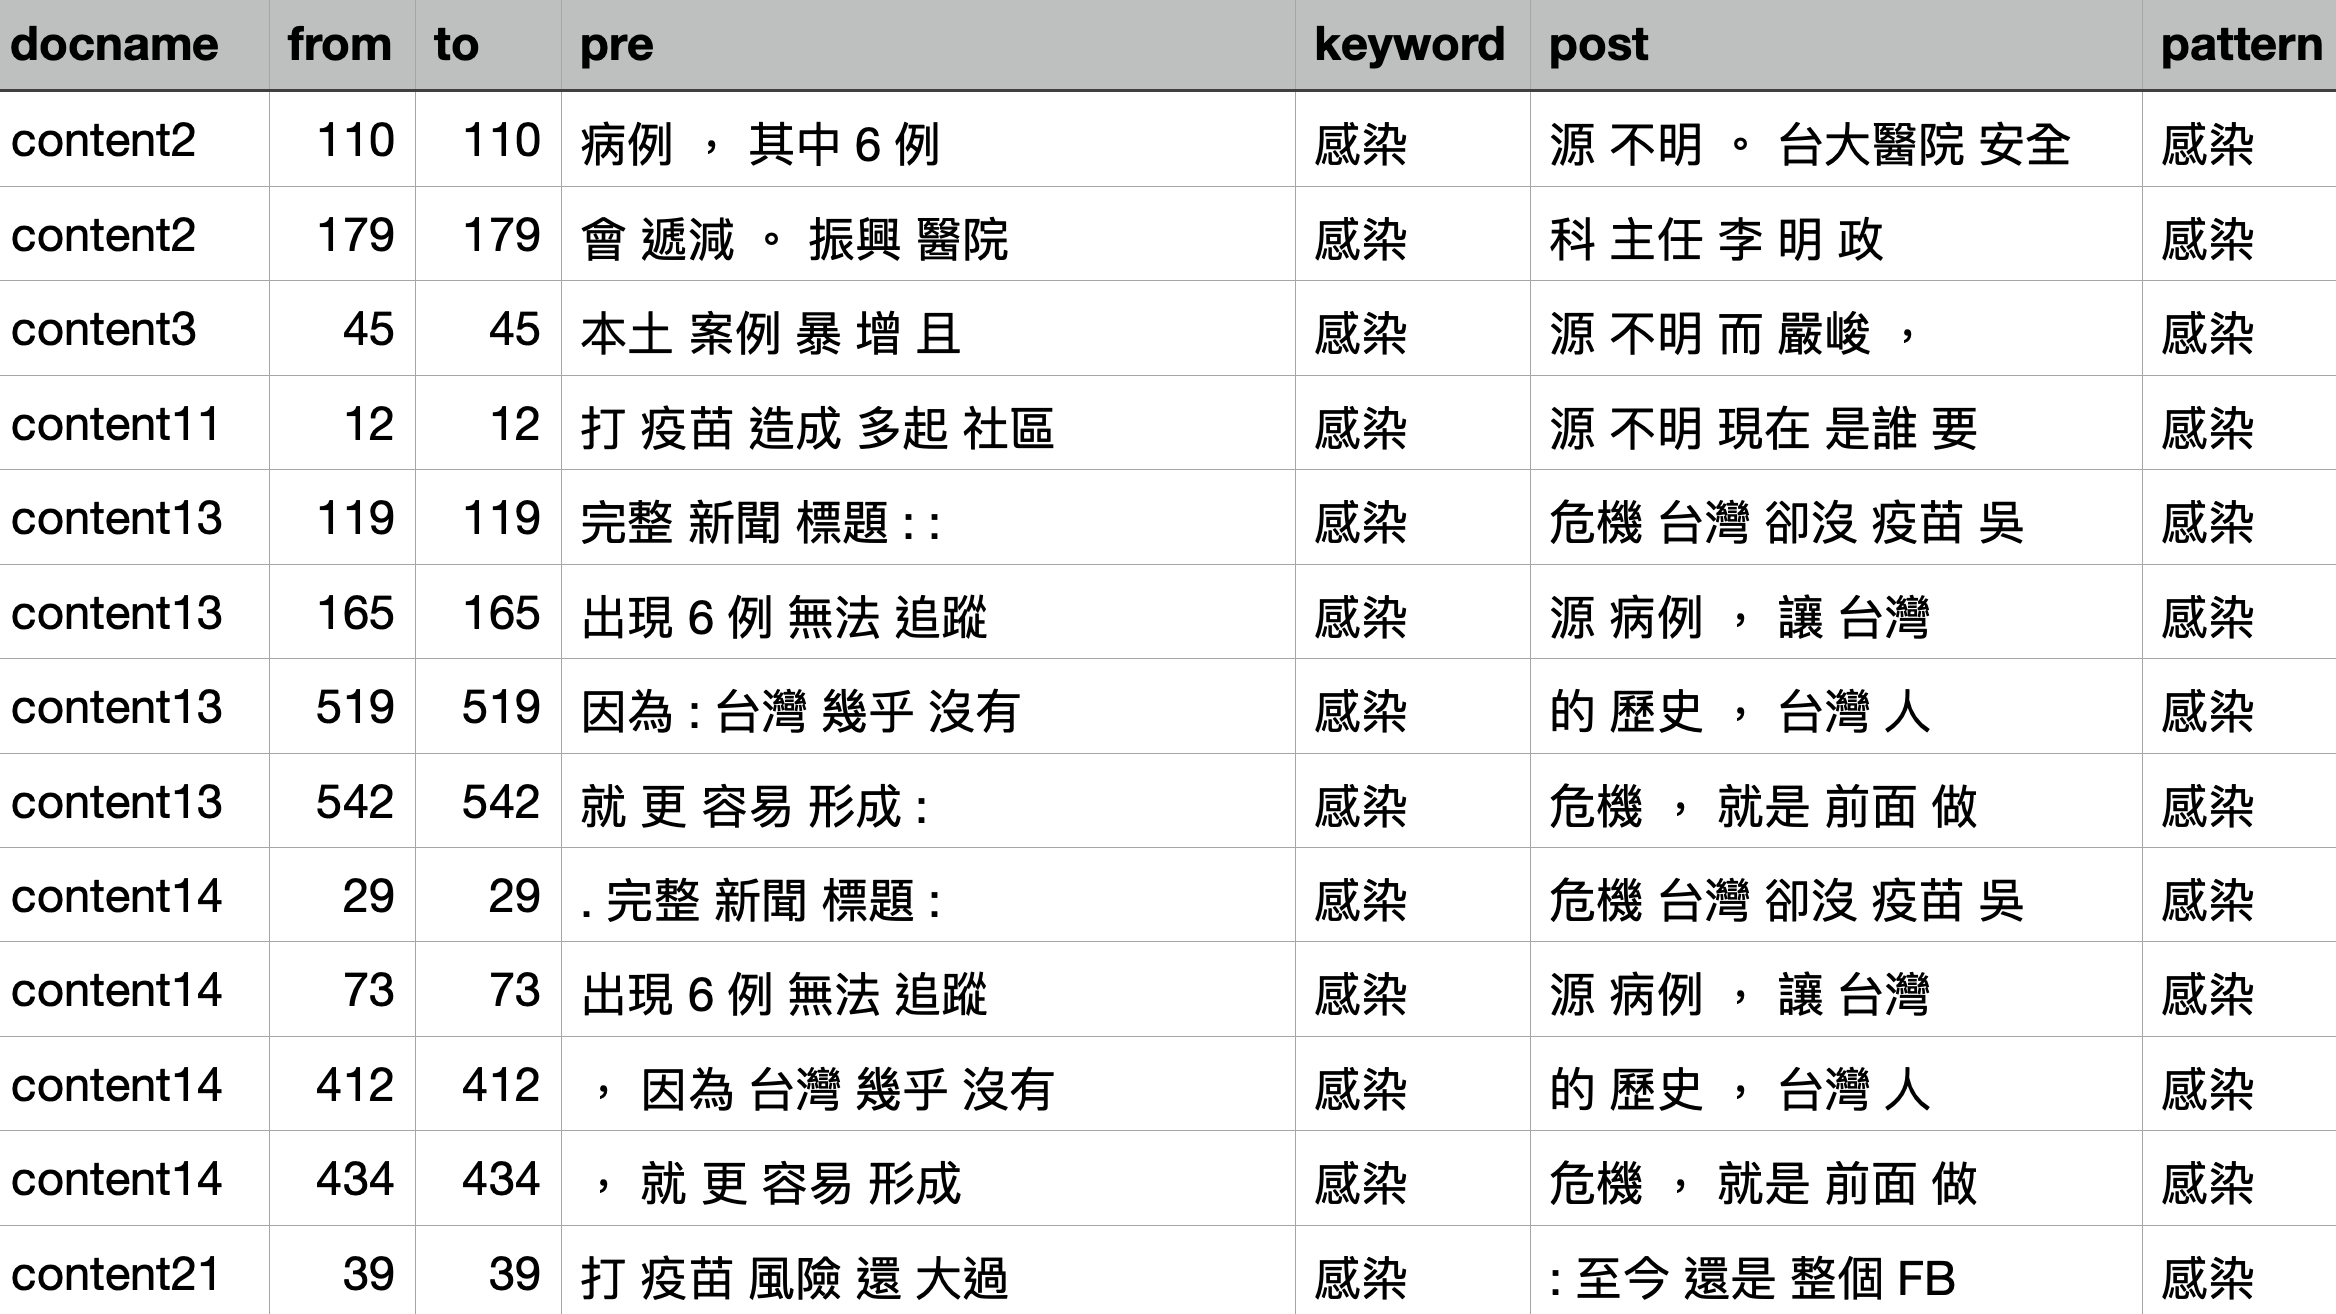 docname from to pre keyword post pattern
content2 110 110 病例 ， 其中 6 例 感染 源 不明 。 台大醫院 安全 感染
content2 179 179 會 遞減 。 振興 醫院 感染 科 主任 李 明 政 感染
content3 45 45 本土 案例 暴 增 且 感染 源 不明 而 嚴峻 ， 感染
content11 12 12 打 疫苗 造成 多起 社區 感染 源 不明 現在 是誰 要 感染
content13 119 119 完整 新聞 標題 : : 感染 危機 台灣 卻沒 疫苗 吳 感染
content13 165 165 出現 6 例 無法 追蹤 感染 源 病例 ， 讓 台灣 感染
content13 519 519 因為 : 台灣 幾乎 沒有 感染 的 歷史 ， 台灣 人 感染
content13 542 542 就 更 容易 形成 : 感染 危機 ， 就是 前面 做 感染
content14 29 29 . 完整 新聞 標題 : 感染 危機 台灣 卻沒 疫苗 吳 感染
content14 73 73 出現 6 例 無法 追蹤 感染 源 病例 ， 讓 台灣 感染
content14 412 412 ， 因為 台灣 幾乎 沒有 感染 的 歷史 ， 台灣 人 感染
content14 434 434 ， 就 更 容易 形成 感染 危機 ， 就是 前面 做 感染
content21 39 39 打 疫苗 風險 還 大過 感染 : 至今 還是 整個 FB 感染